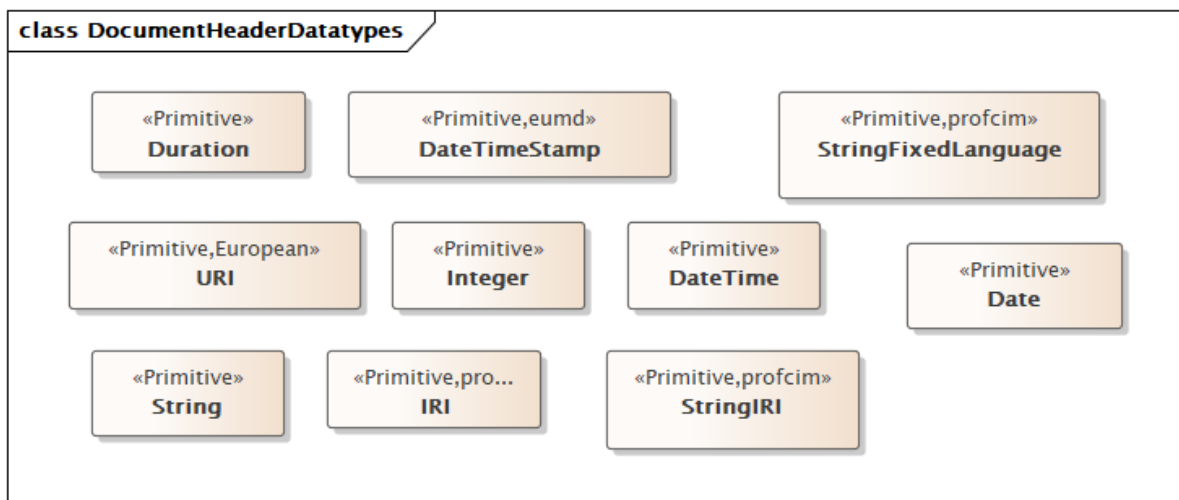 class DocumentHeaderDatatypes
«Primitive»
Duration
«Primitive,eumd»
DateTimeStamp
«Primitive,profcim»
StringFixedLanguage
«Primitive,European»
URI
«Primitive»
Integer
«Primitive»
DateTime
«Primitive»
Date
«Primitive»
String
«Primitive,pro...
IRI
«Primitive,profcim»
StringIRI